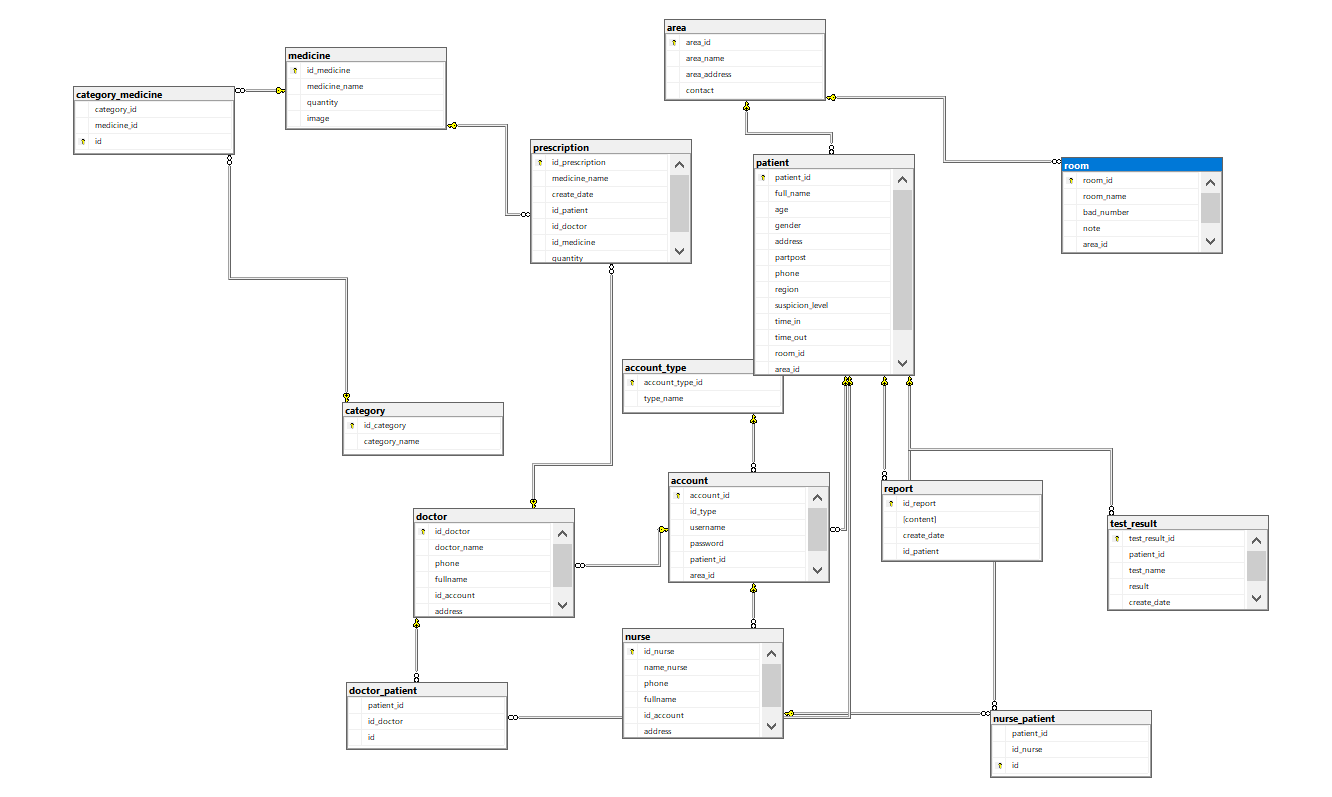 area
area_id
area_name
area_address
contact
medicine
id_medicine
medicine_name
quantity
image
category_medicine
category_id
medicine_id
id
prescription
id_prescription
medicine_name
create_date
id_patient
id_doctor
id_medicine
quantity
patient
patient_id
full_name
age
gender
address
partpost
phone
region
suspicion_level
time_in
time_out
room_id
area_id
room
room_id
room_name
bad_number
note
area_id
account_type
account_type_id
type_name
category
id_category
category_name
account
account_id
id_type
username
password
patient_id
area_id
report
id_report
[content]
create_date
id_patient
doctor
id_doctor
doctor_name
phone
fullname
id_account
address
test_result
test_result_id
patient_id
test_name
result
create_date
nurse
id_nurse
name_nurse
phone
fullname
id_account
address
doctor_patient
patient_id
id_doctor
id
nurse_patient
patient_id
id_nurse
id